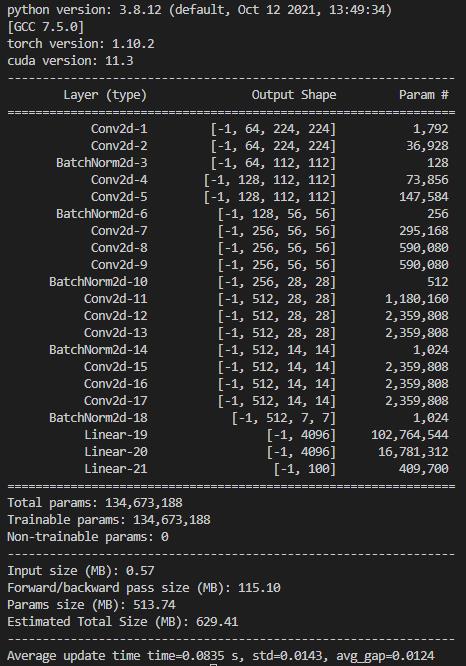 python version: 3.8.12 (default, Oct 12 2021, 13:49:34)
[GCC 7.5.0]
torch version: 1.10.2
cuda version: 11.3
----------------------------------------------------------------
        Layer (type)               Output Shape         Param #
================================================================
            Conv2d-1         [-1, 64, 224, 224]           1,792
            Conv2d-2         [-1, 64, 224, 224]          36,928
       BatchNorm2d-3         [-1, 64, 112, 112]             128
            Conv2d-4        [-1, 128, 112, 112]          73,856
            Conv2d-5        [-1, 128, 112, 112]         147,584
       BatchNorm2d-6          [-1, 128, 56, 56]             256
            Conv2d-7          [-1, 256, 56, 56]         295,168
            Conv2d-8          [-1, 256, 56, 56]         590,080
            Conv2d-9          [-1, 256, 56, 56]         590,080
      BatchNorm2d-10          [-1, 256, 28, 28]             512
           Conv2d-11          [-1, 512, 28, 28]       1,180,160
           Conv2d-12          [-1, 512, 28, 28]       2,359,808
           Conv2d-13          [-1, 512, 28, 28]       2,359,808
      BatchNorm2d-14          [-1, 512, 14, 14]           1,024
           Conv2d-15          [-1, 512, 14, 14]       2,359,808
           Conv2d-16          [-1, 512, 14, 14]       2,359,808
           Conv2d-17          [-1, 512, 14, 14]       2,359,808
      BatchNorm2d-18            [-1, 512, 7, 7]           1,024
           Linear-19                 [-1, 4096]     102,764,544
           Linear-20                 [-1, 4096]      16,781,312
           Linear-21                  [-1, 100]         409,700
================================================================
Total params: 134,673,188
Trainable params: 134,673,188
Non-trainable params: 0
----------------------------------------------------------------
Input size (MB): 0.57
Forward/backward pass size (MB): 115.10
Params size (MB): 513.74
Estimated Total Size (MB): 629.41
----------------------------------------------------------------
Average update time time=0.0835 s, std=0.0143, avg_gap=0.0124